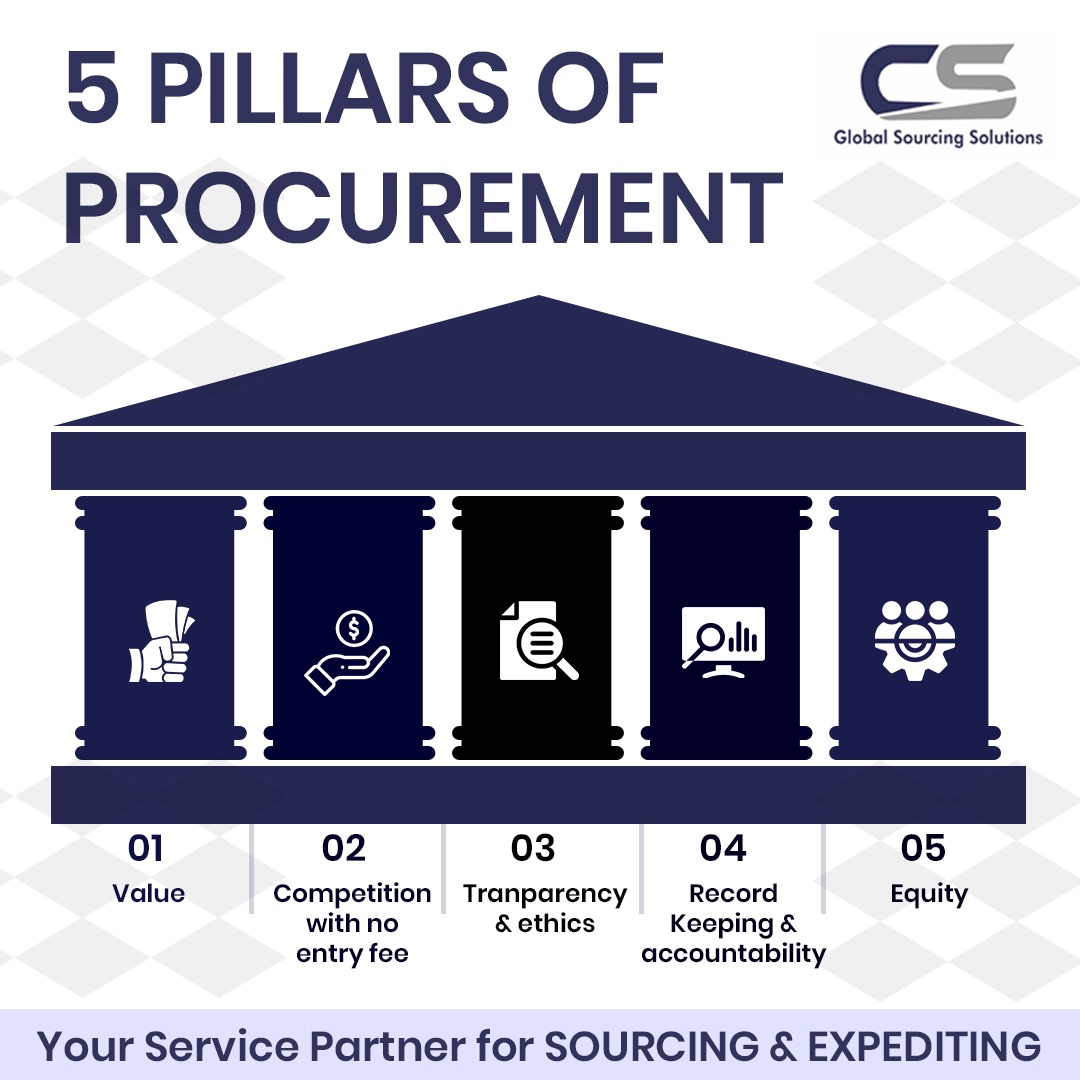 5 PILLARS OF
PROCUREMENT
CS
Global Sourcing Solutions
$
01
Value
02
Competition
with no
entry fee
03
Tranparency
& ethics
04
Record
Keeping &
accountability
05
Equity
Your Service Partner for SOURCING & EXPEDITING